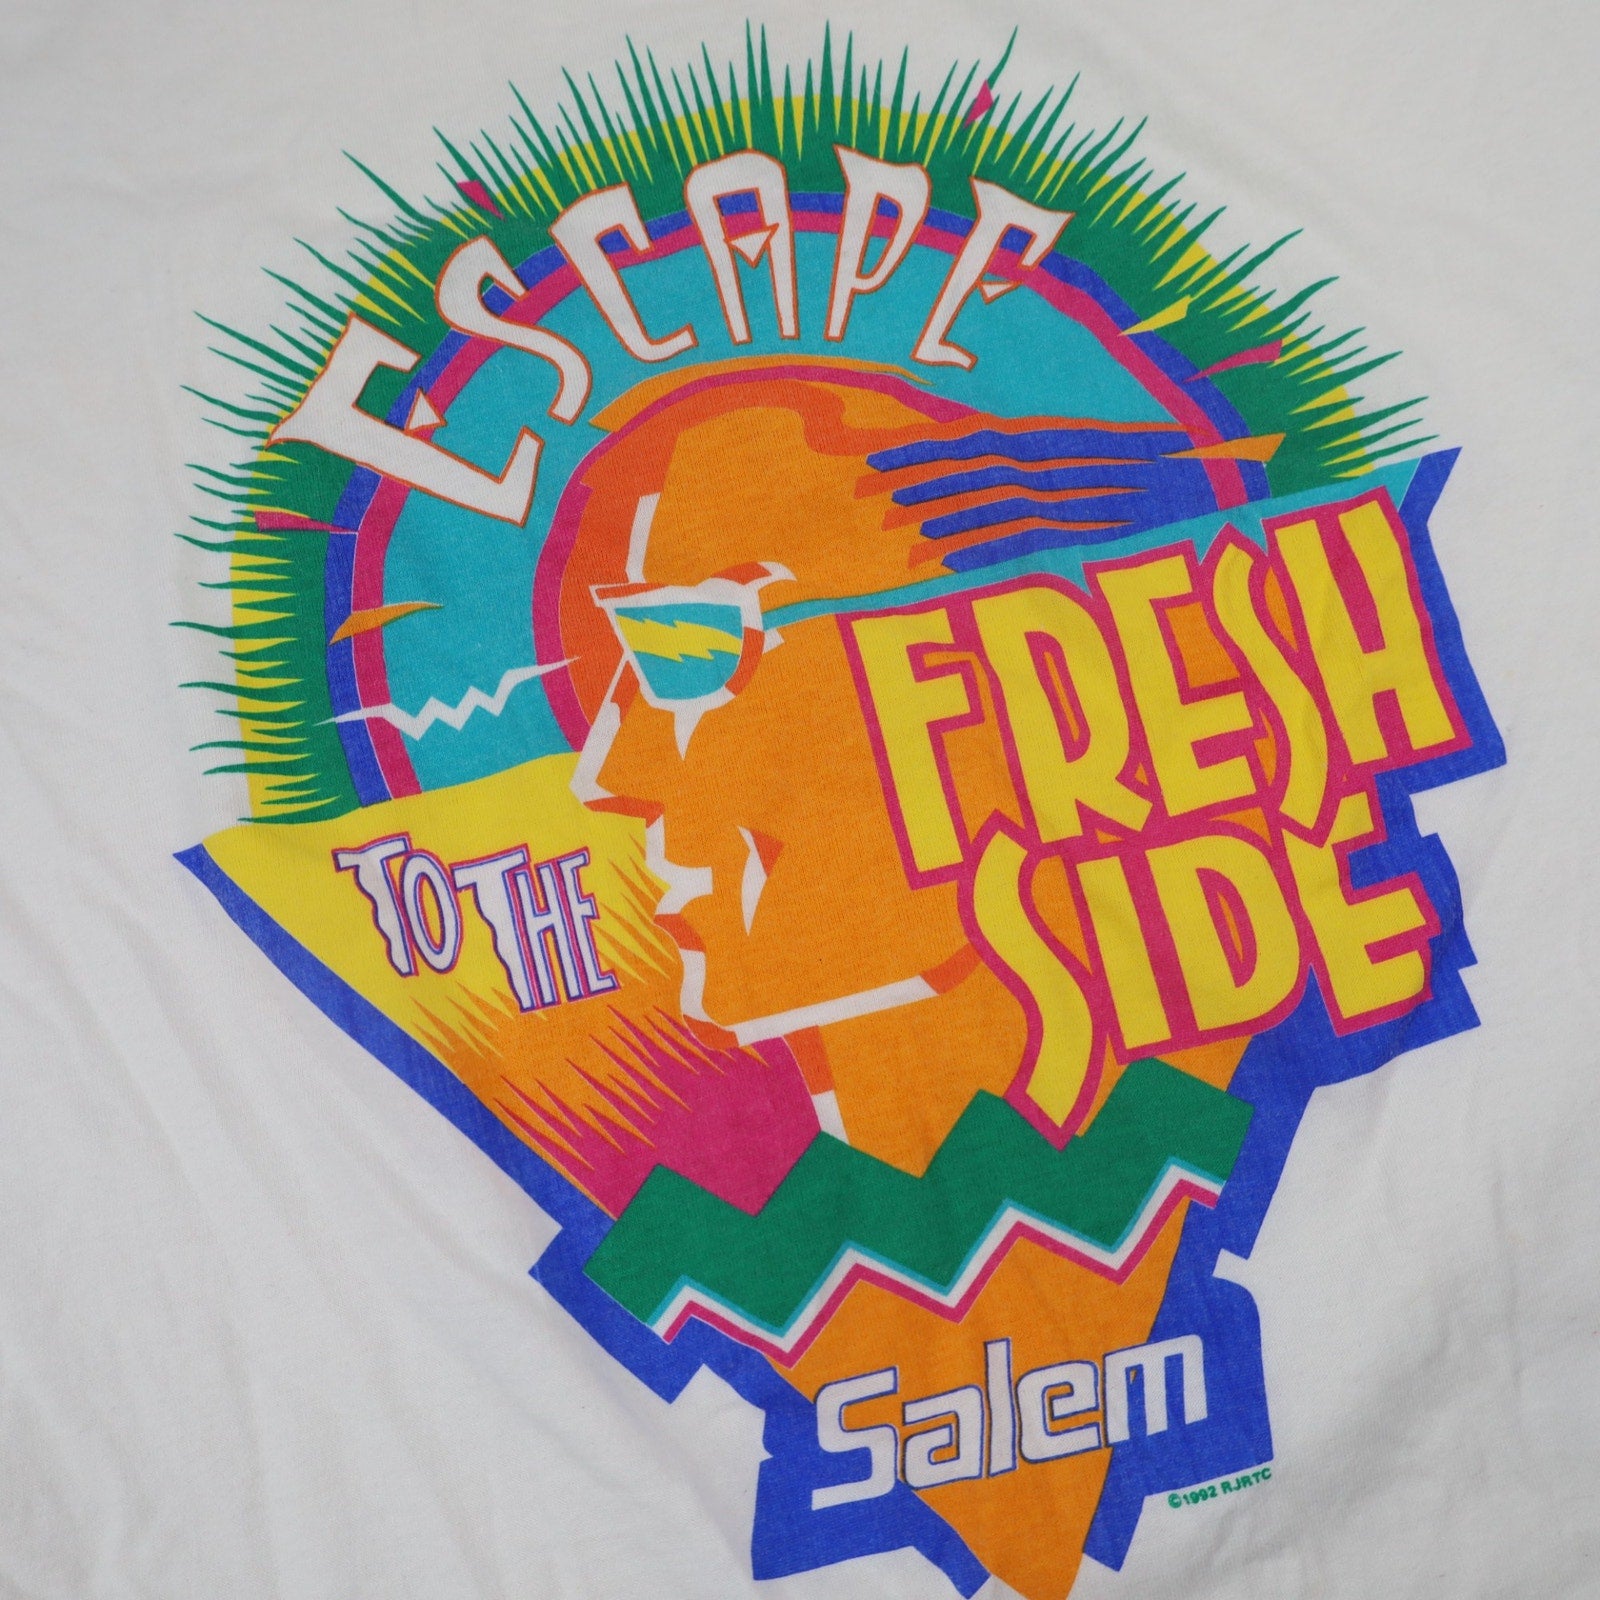 ESCAPE
TO THE
FRESH
SIDE
Salem
©1992 RJRTC